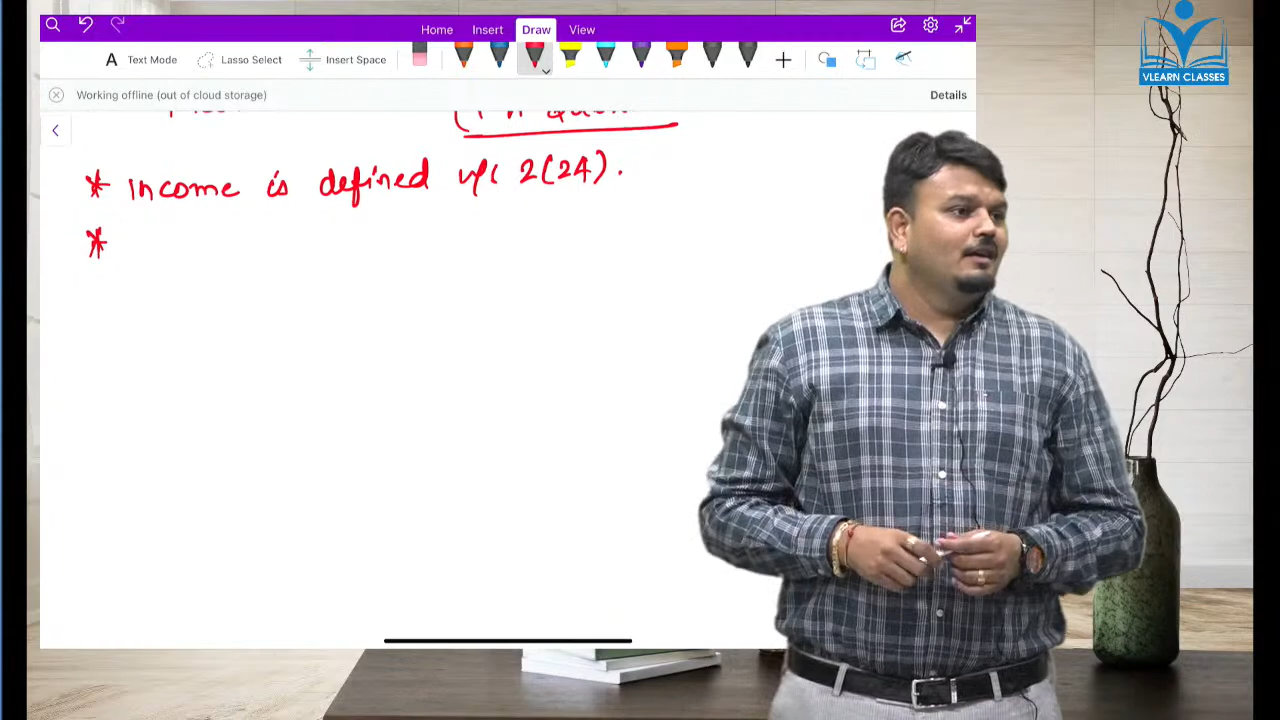 Home Insert Draw View
A Text Mode Lasso Select Insert Space
Working offline (out of cloud storage) Details
* income is defined u/s 2(24).
*
VLEARN CLASSES